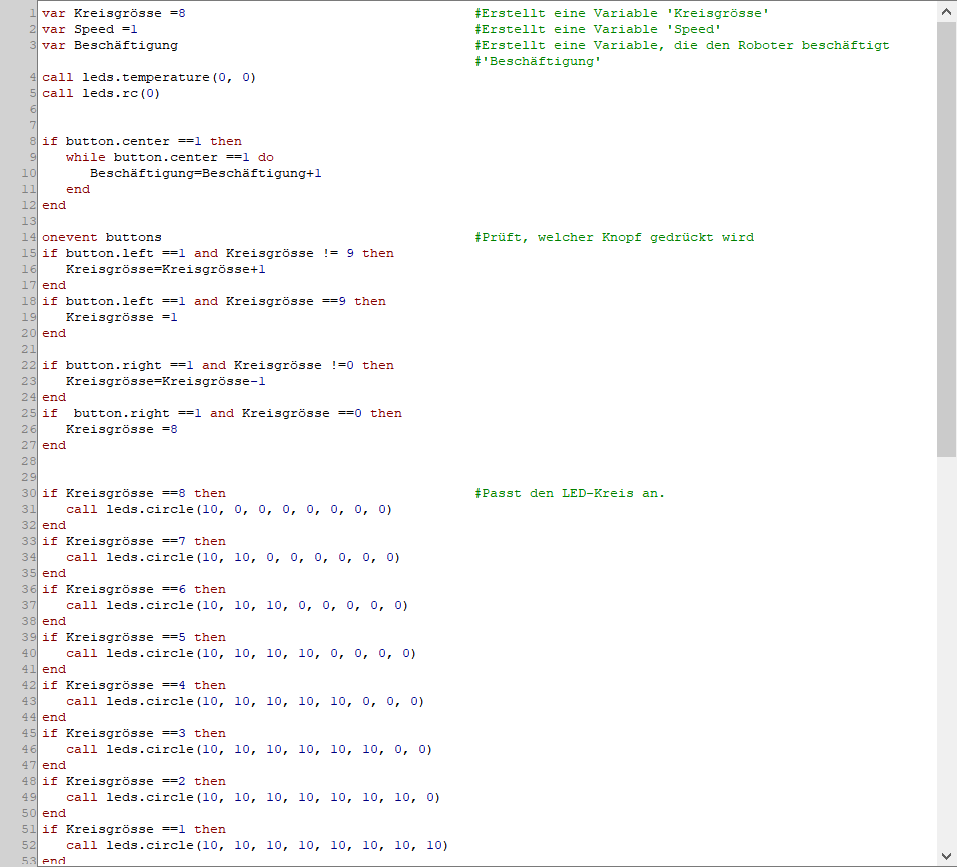 1 var Kreisgrösse =8 #Erstellt eine Variable 'Kreisgrösse'
2 var Speed =1 #Erstellt eine Variable 'Speed'
3 var Beschäftigung #Erstellt eine Variable, die den Roboter beschäftigt
#'Beschäftigung'
4 call leds.temperature(0, 0)
5 call leds.rc(0)
6
7
8 if button.center ==1 then
9 while button.center ==1 do
10 Beschäftigung=Beschäftigung+1
11 end
12 end
13
14 onevent buttons #Prüft, welcher Knopf gedrückt wird
15 if button.left ==1 and Kreisgrösse != 9 then
16 Kreisgrösse=Kreisgrösse+1
17 end
18 if button.left ==1 and Kreisgrösse ==9 then
19 Kreisgrösse =1
20 end
21
22 if button.right ==1 and Kreisgrösse !=0 then
23 Kreisgrösse=Kreisgrösse-1
24 end
25 if  button.right ==1 and Kreisgrösse ==0 then
26 Kreisgrösse =8
27 end
28
29
30 if Kreisgrösse ==8 then #Passt den LED-Kreis an.
31 call leds.circle(10, 0, 0, 0, 0, 0, 0, 0)
32 end
33 if Kreisgrösse ==7 then
34 call leds.circle(10, 10, 0, 0, 0, 0, 0, 0)
35 end
36 if Kreisgrösse ==6 then
37 call leds.circle(10, 10, 10, 0, 0, 0, 0, 0)
38 end
39 if Kreisgrösse ==5 then
40 call leds.circle(10, 10, 10, 10, 0, 0, 0, 0)
41 end
42 if Kreisgrösse ==4 then
43 call leds.circle(10, 10, 10, 10, 10, 0, 0, 0)
44 end
45 if Kreisgrösse ==3 then
46 call leds.circle(10, 10, 10, 10, 10, 10, 0, 0)
47 end
48 if Kreisgrösse ==2 then
49 call leds.circle(10, 10, 10, 10, 10, 10, 10, 0)
50 end
51 if Kreisgrösse ==1 then
52 call leds.circle(10, 10, 10, 10, 10, 10, 10, 10)
53 end